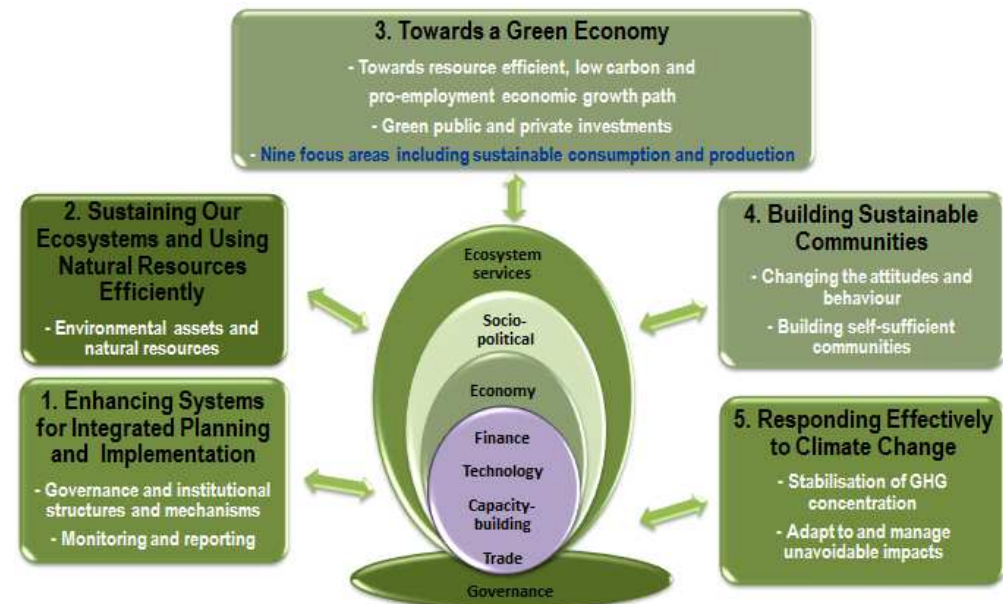 3. Towards a Green Economy
- Towards resource efficient, low carbon and
pro-employment economic growth path
- Green public and private investments
- Nine focus areas including sustainable consumption and production
2. Sustaining Our
Ecosystems and Using
Natural Resources
Efficiently
- Environmental assets and
natural resources
1. Enhancing Systems
for Integrated Planning
and Implementation
- Governance and institutional
structures and mechanisms
- Monitoring and reporting
Ecosystem
services
Socio-
political
Economy
Finance
Technology
Capacity-
building
Trade
Governance
4. Building Sustainable
Communities
- Changing the attitudes and
behaviour
- Building self-sufficient
communities
5. Responding Effectively
to Climate Change
- Stabilisation of GHG
concentration
- Adapt to and manage
unavoidable impacts